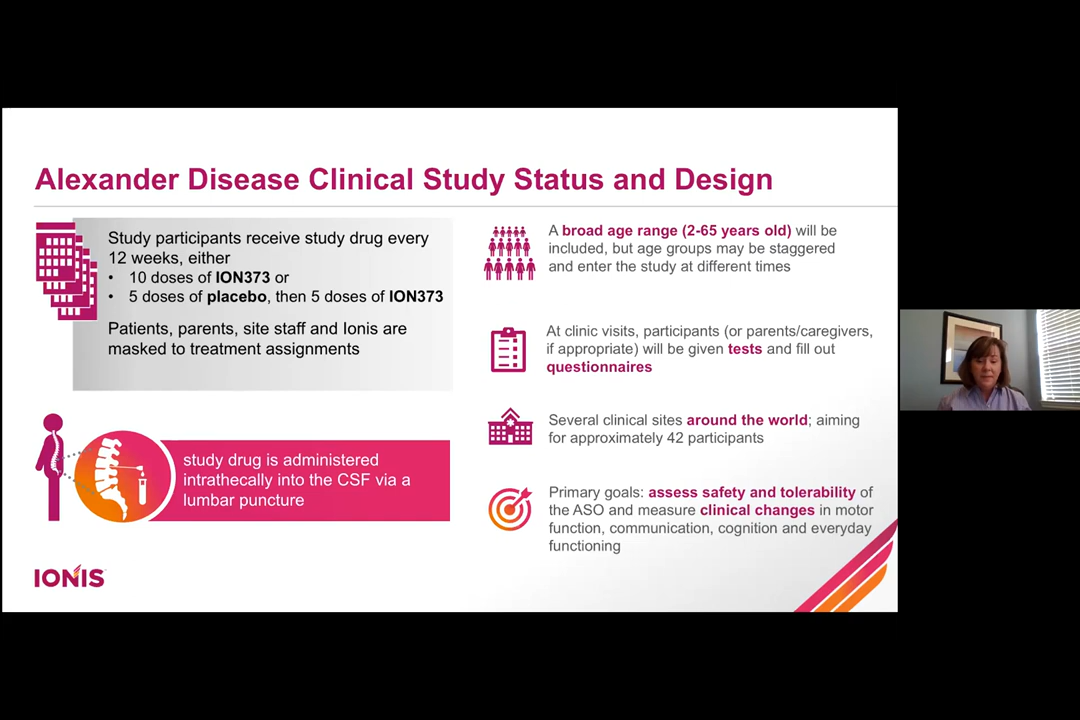 Alexander Disease Clinical Study Status and Design
Study participants receive study drug every
12 weeks, either
• 10 doses of ION373 or
• 5 doses of placebo, then 5 doses of ION373
Patients, parents, site staff and Ionis are
masked to treatment assignments
study drug is administered
intrathecally into the CSF via a
lumbar puncture
IONIS
A broad age range (2-65 years old) will be
included, but age groups may be staggered
and enter the study at different times
At clinic visits, participants (or parents/caregivers,
if appropriate) will be given tests and fill out
questionnaires
Several clinical sites around the world; aiming
for approximately 42 participants
Primary goals: assess safety and tolerability of
the ASO and measure clinical changes in motor
function, communication, cognition and everyday
functioning